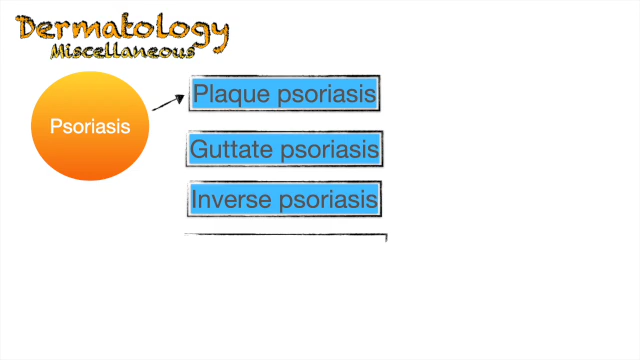 Dermatology
Miscellaneous
Psoriasis
Plaque psoriasis
Guttate psoriasis
Inverse psoriasis